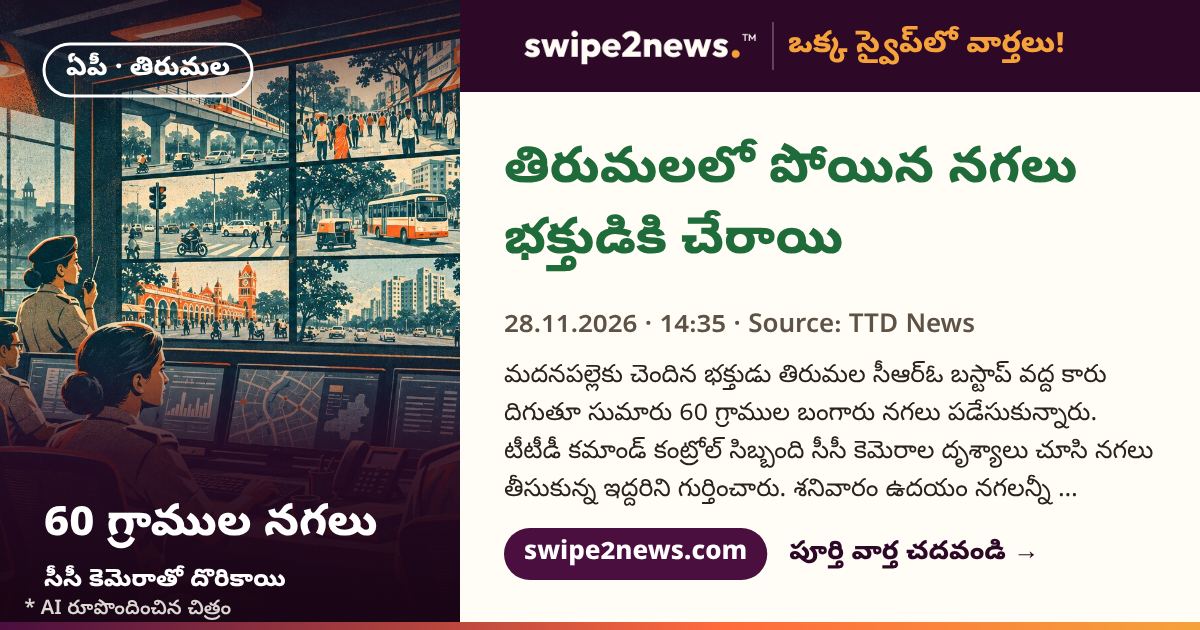 ఏపీ · తిరుమల
swipe2news.™
ఒక్క స్వైప్‌లో వార్తలు!
తిరుమలలో పోయిన నగలు
భక్తుడికి చేరాయి
28.11.2026 · 14:35 · Source: TTD News
మదనపల్లెకు చెందిన భక్తుడు తిరుమల సీఆర్ఓ బస్టాప్ వద్ద కారు
దిగుతూ సుమారు 60 గ్రాముల బంగారు నగలు పడేసుకున్నారు.
టీటీడీ కమాండ్ కంట్రోల్ సిబ్బంది సీసీ కెమెరాల దృశ్యాలు చూసి నగలు
తీసుకున్న ఇద్దరిని గుర్తించారు. శనివారం ఉదయం నగలన్నీ ...
swipe2news.com
పూర్తి వార్త చదవండి →
60 గ్రాముల నగలు
సీసీ కెమెరాతో దొరికాయి
* AI రూపొందించిన చిత్రం